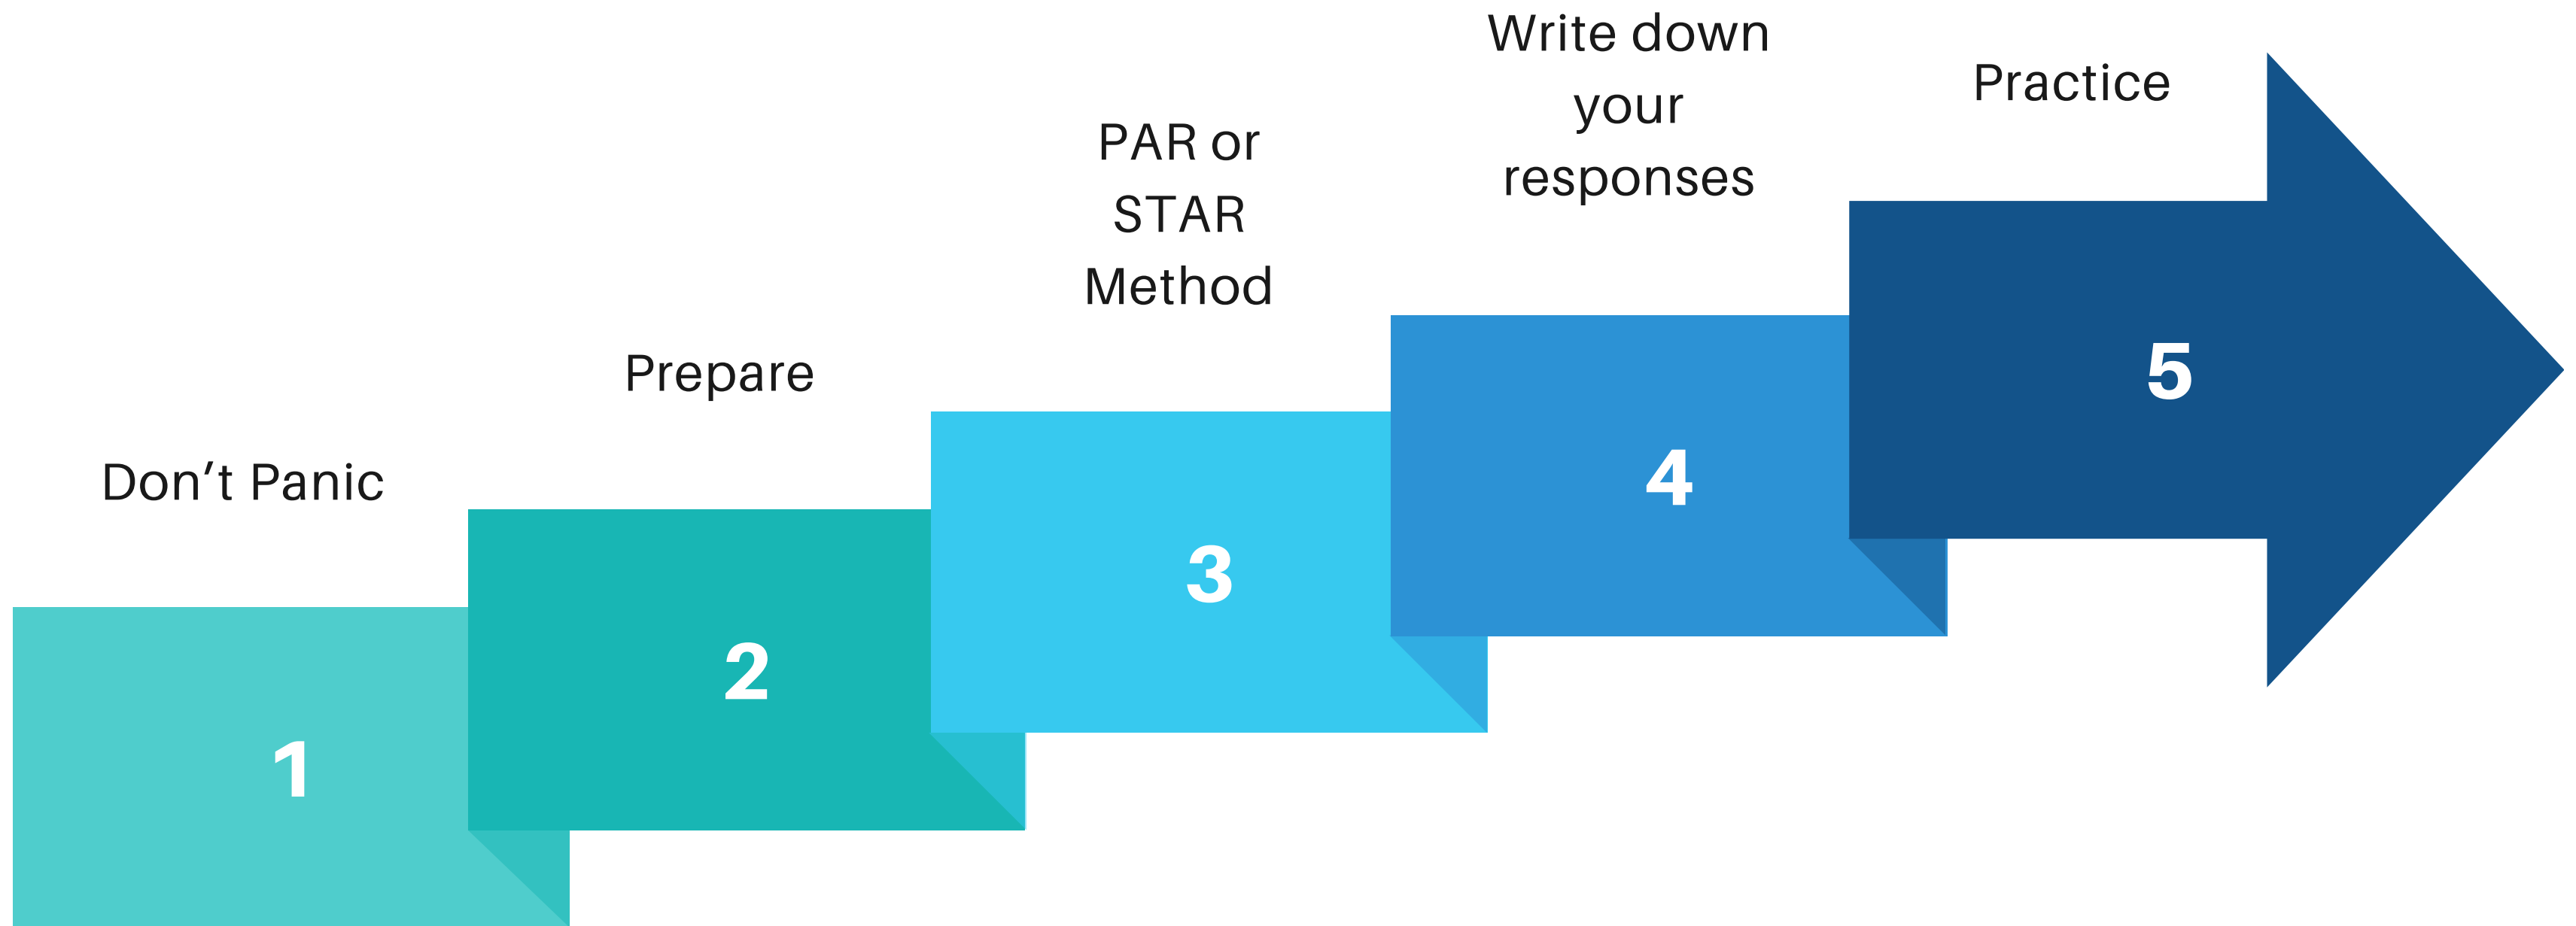 Don't Panic
1
Prepare
2
PAR or
STAR
Method
3
Write down
your
responses
4
Practice
5